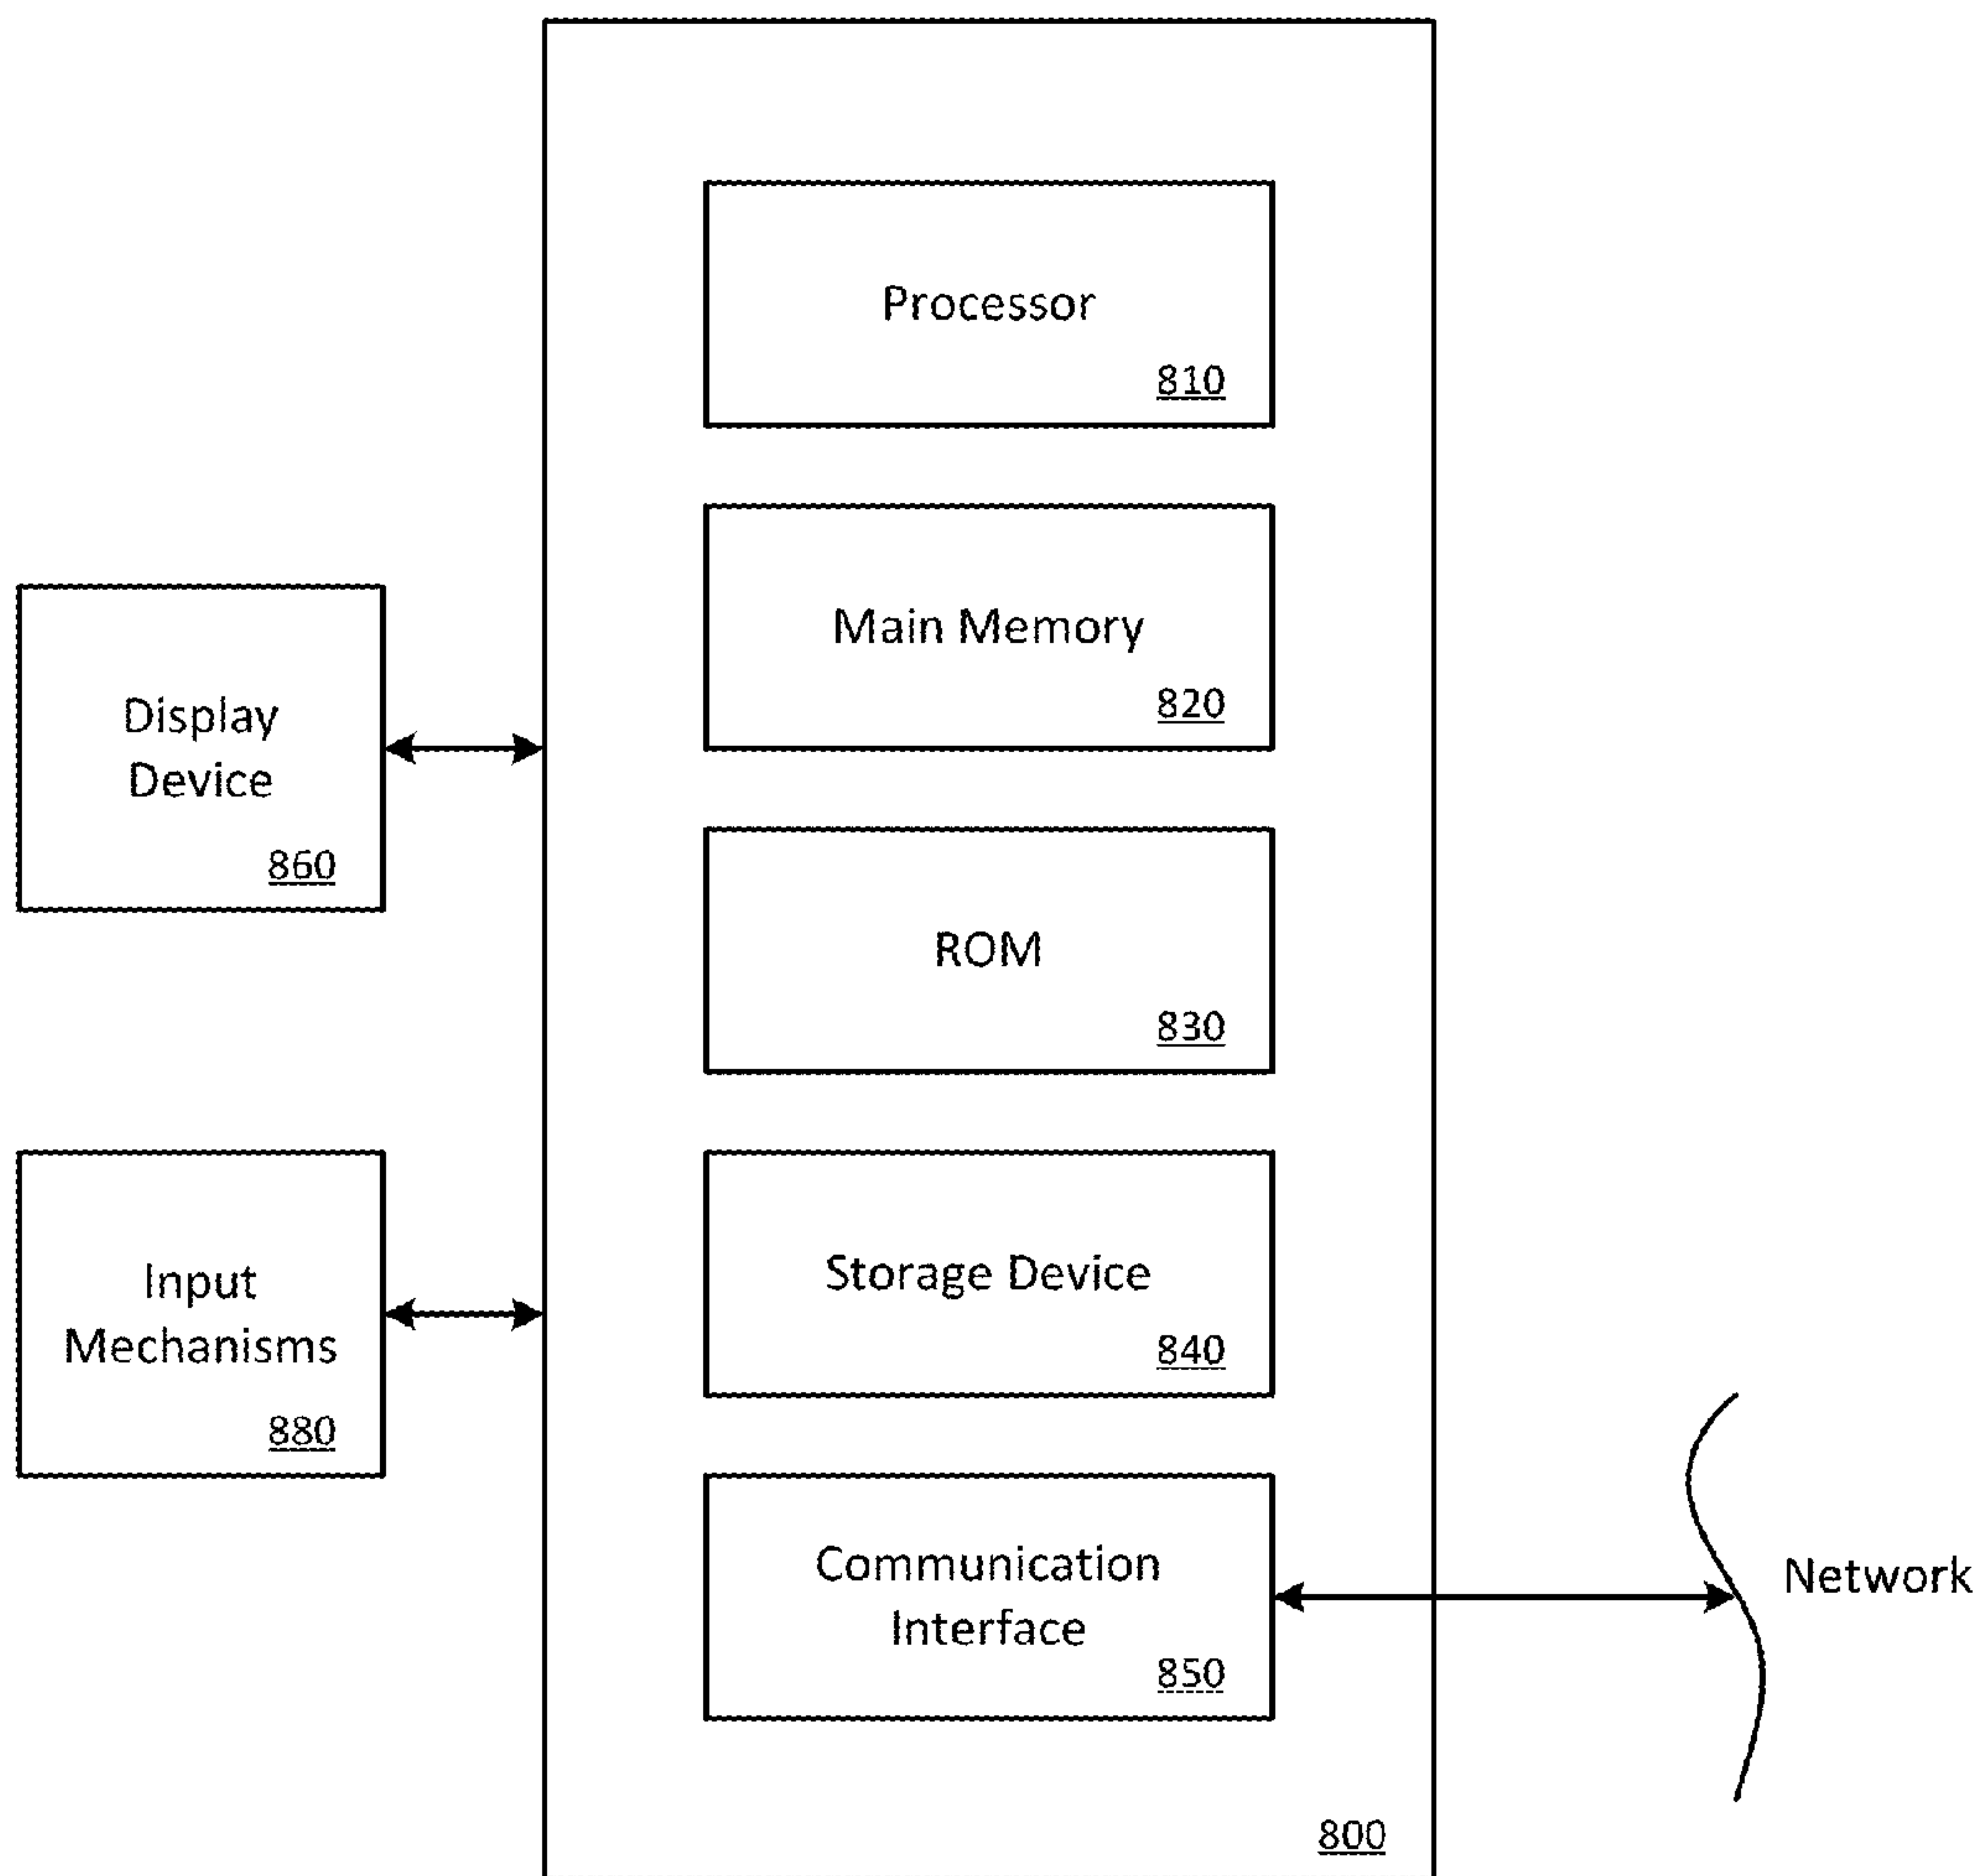 Processor
810
Main Memory
820
Display
Device
860
ROM
830
Input
Mechanisms
880
Storage Device
840
Communication
Interface
850
Network
800